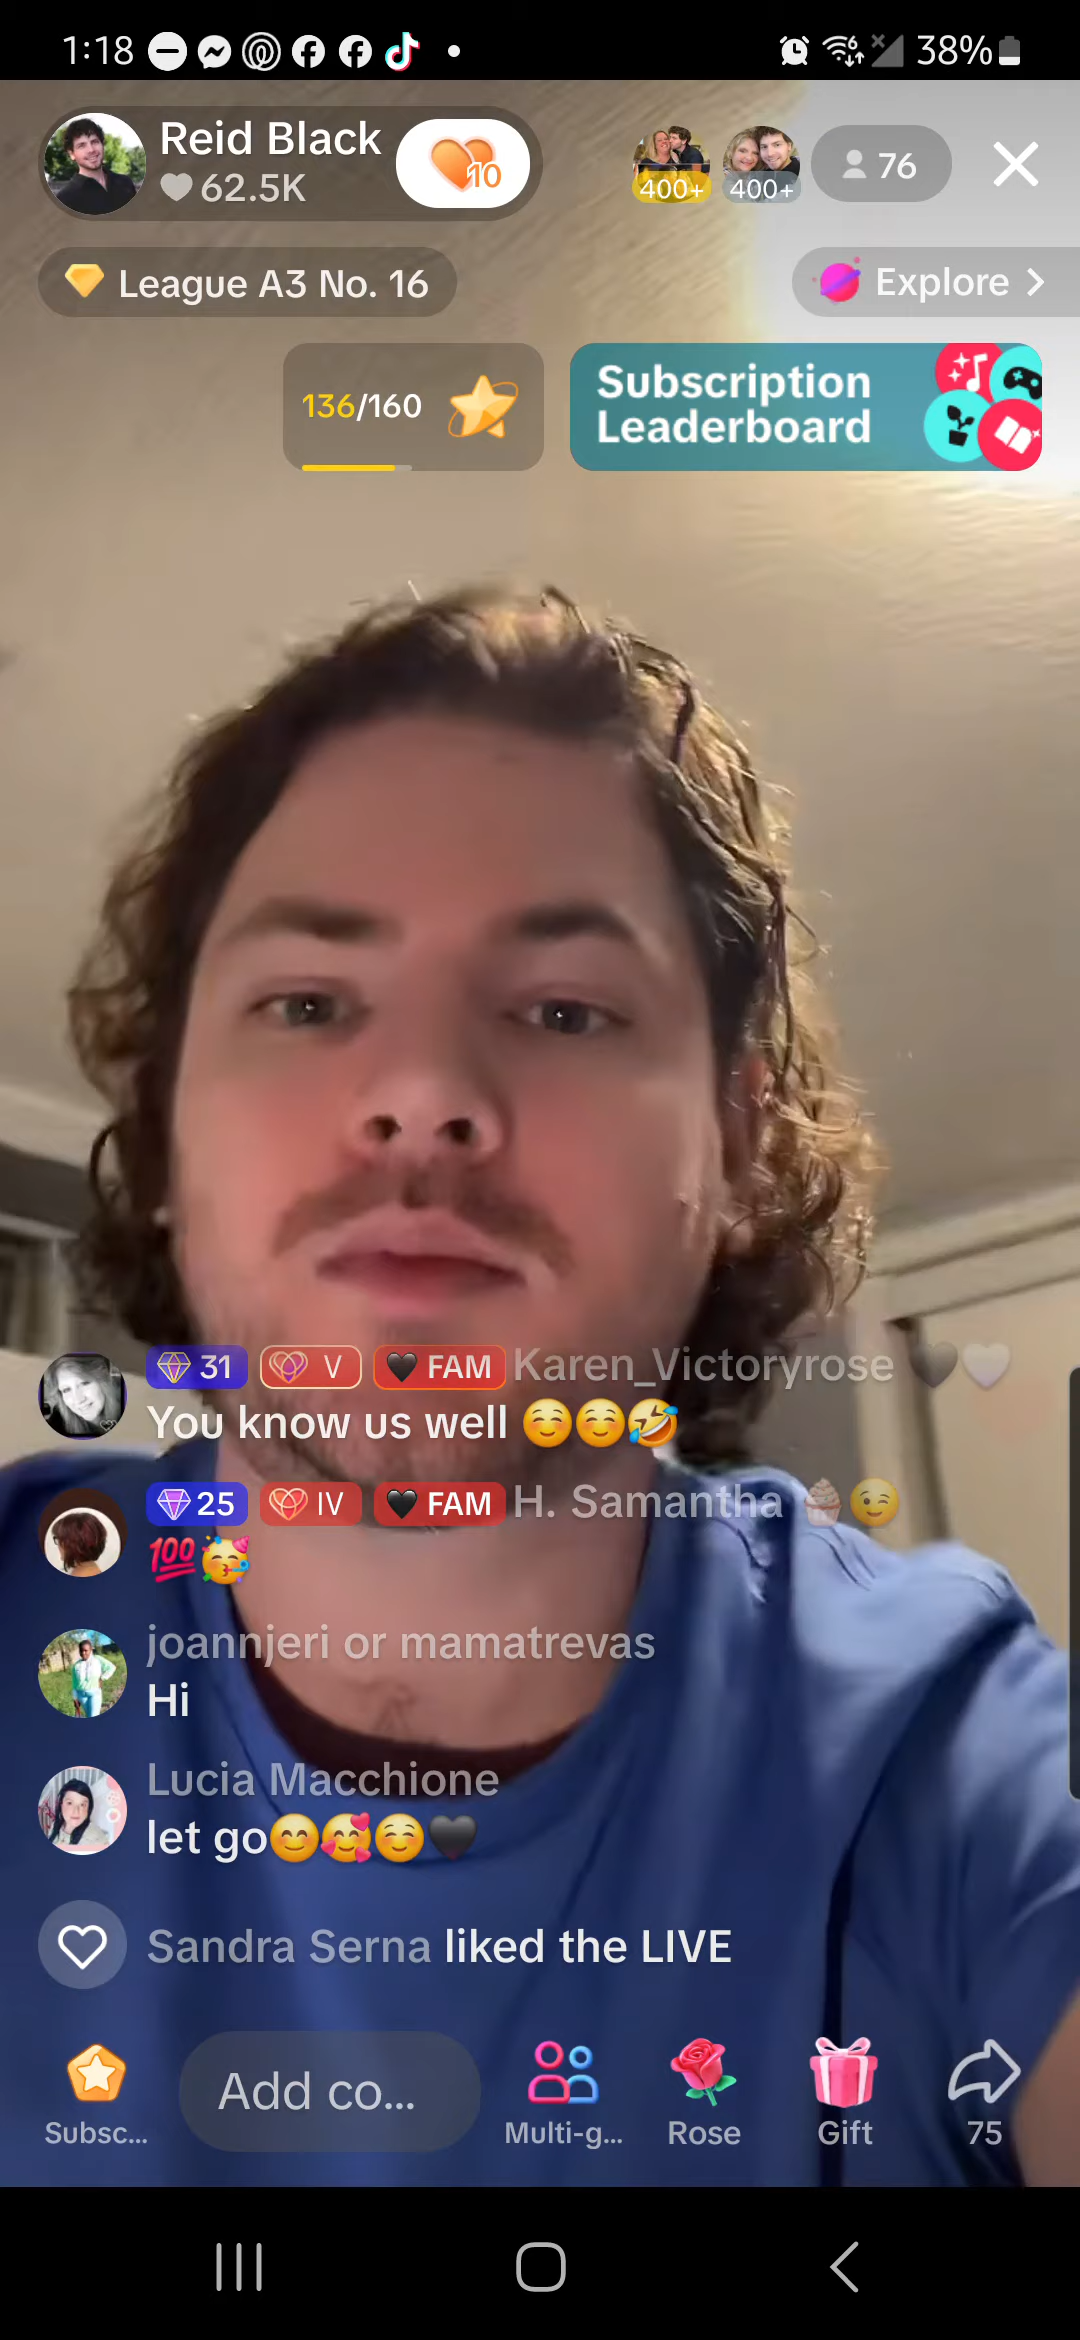 1:18
38%
Reid Black
62.5K
10
400+
400+
76
League A3 No. 16
Explore
136/160
Subscription
Leaderboard
31 V 🖤 FAM Karen_Victoryrose 🖤🤍
You know us well ☺️☺️🤣
25 IV 🖤 FAM H. Samantha 🧁😉
💯🥳
joannjeri or mamatrevas
Hi
Lucia Macchione
let go😊🥰☺️🖤
Sandra Serna liked the LIVE
Add co...
Subsc...
Multi-g...
Rose
Gift
75